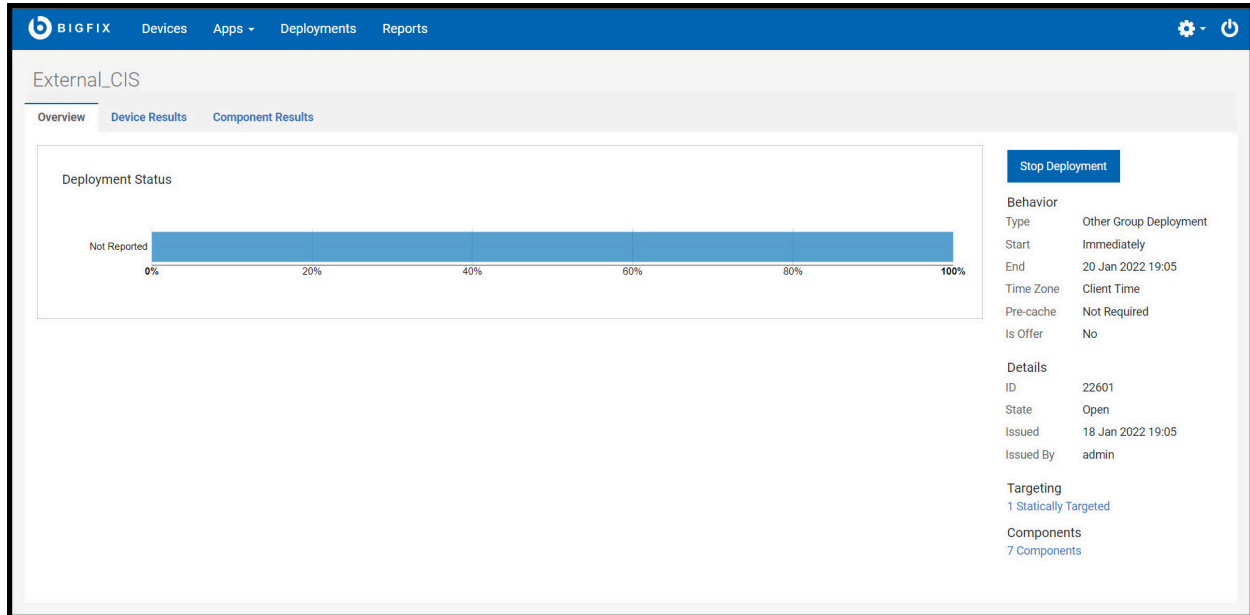 BIGFIX Devices Apps Deployments Reports
External_CIS
Overview Device Results Component Results
Deployment Status
Not Reported
0% 20% 40% 60% 80% 100%
Stop Deployment
Behavior
Type Other Group Deployment
Start Immediately
End 20 Jan 2022 19:05
Time Zone Client Time
Pre-cache Not Required
Is Offer No
Details
ID 22601
State Open
Issued 18 Jan 2022 19:05
Issued By admin
Targeting
1 Statically Targeted
Components
7 Components